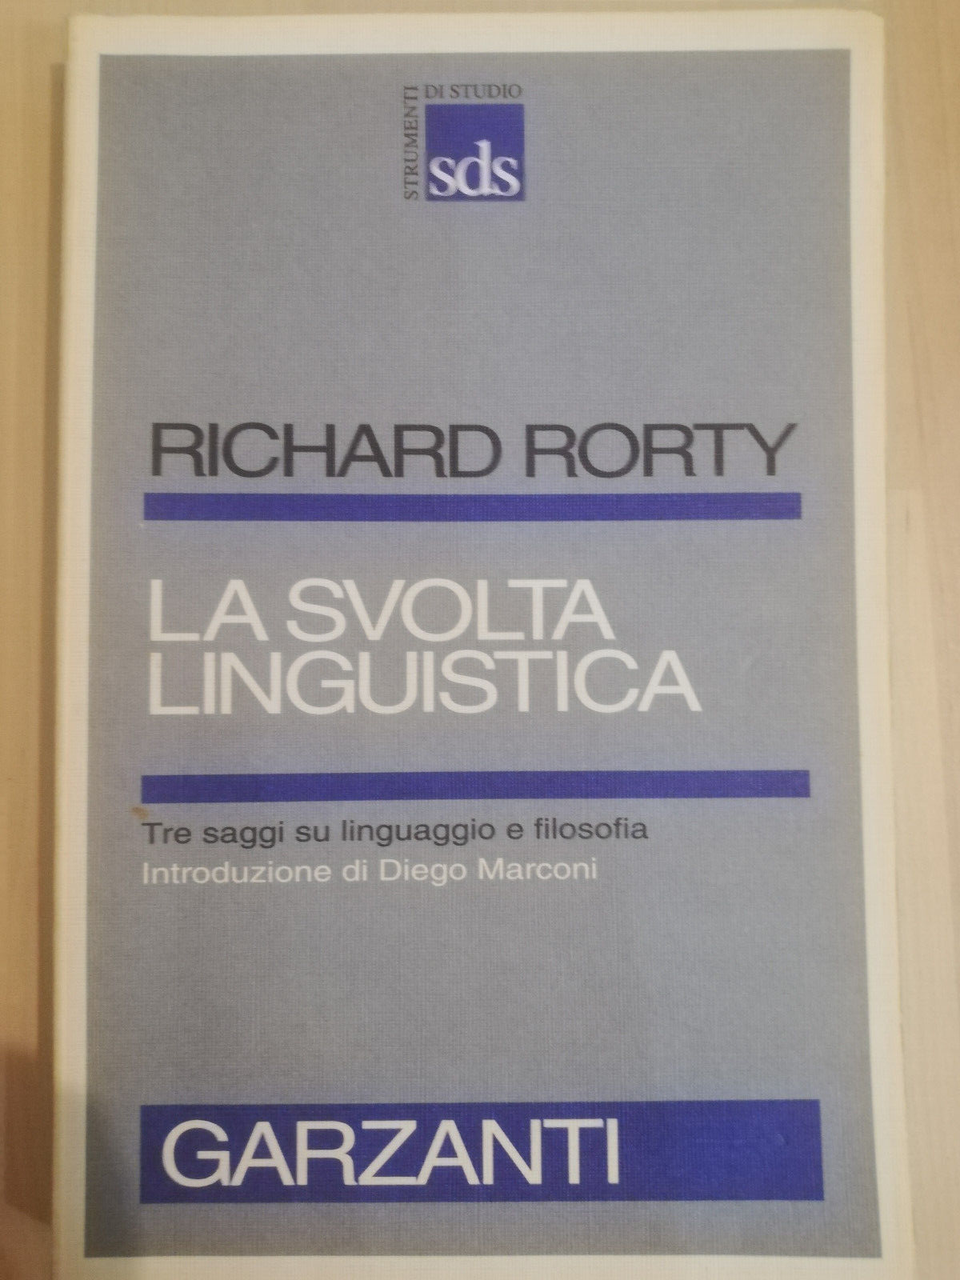 STRUMENTI
DI STUDIO
sds
RICHARD RORTY
LA SVOLTA
LINGUISTICA
Tre saggi su linguaggio e filosofia
Introduzione di Diego Marconi
GARZANTI